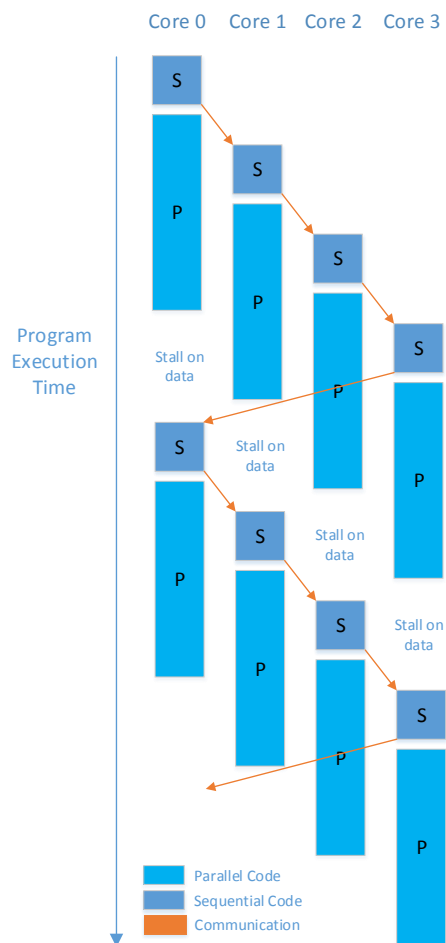 Core 0 Core 1 Core 2 Core 3
S
S
P
S
P
S
Program
Execution
Time
Stall on
data
P
P
S
Stall on
data
S
Stall on
data
P
S
Stall on
data
P
S
P
P
Parallel Code
Sequential Code
Communication